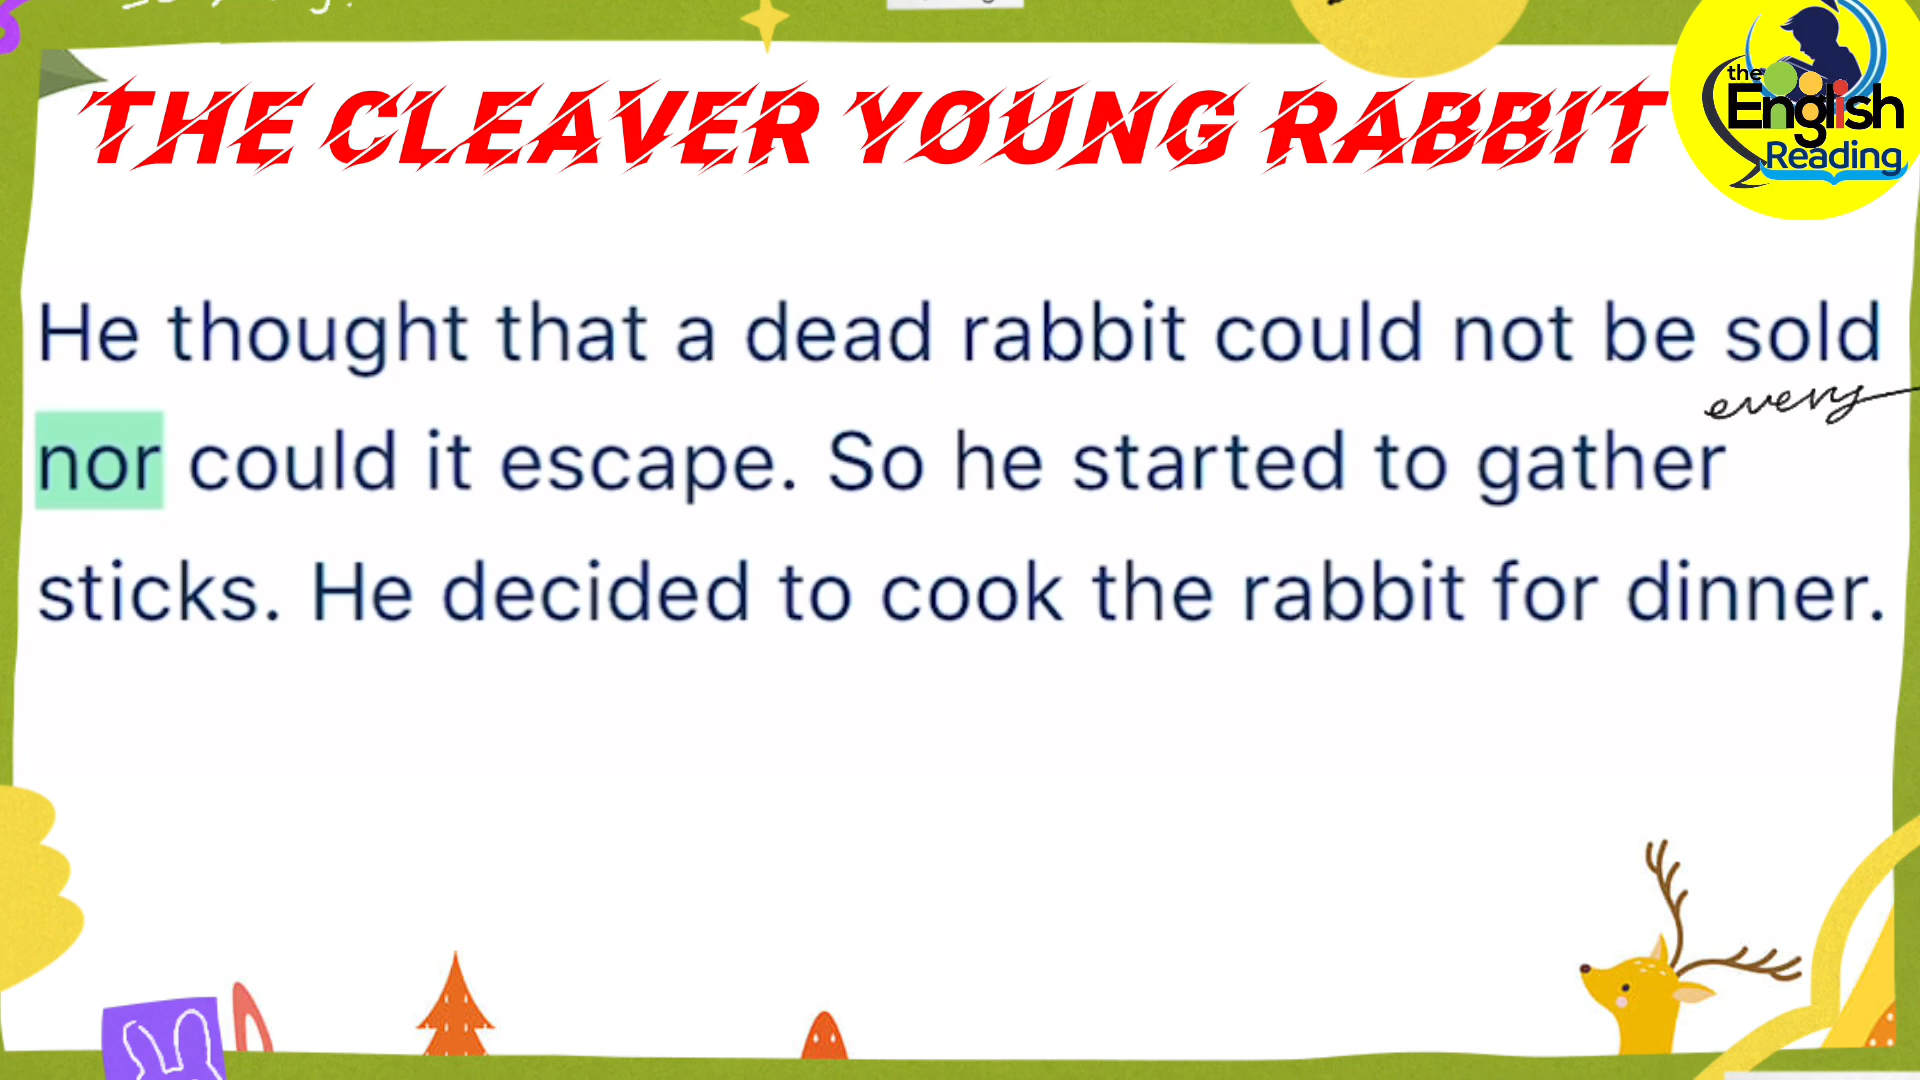 THE CLEAVER YOUNG RABBIT
the
English
Reading
He thought that a dead rabbit could not be sold
every
nor could it escape. So he started to gather
sticks. He decided to cook the rabbit for dinner.